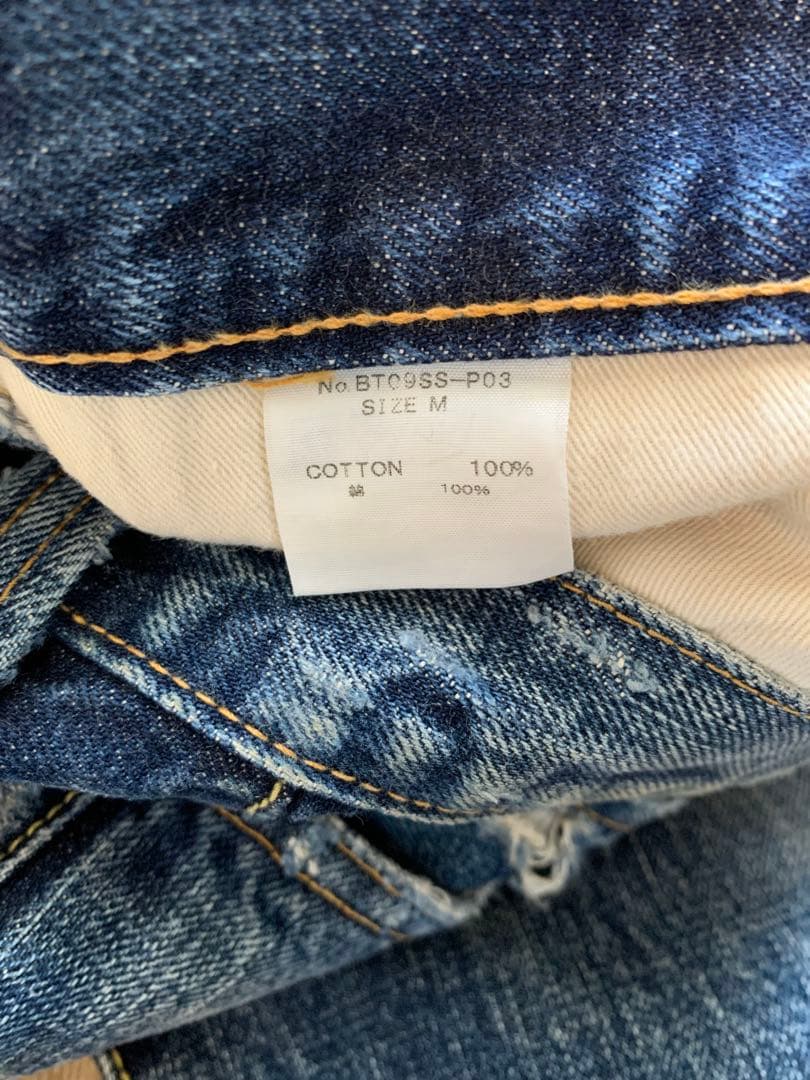 No.BT09SS-P03
SIZE M
COTTON 100%
綿 100%